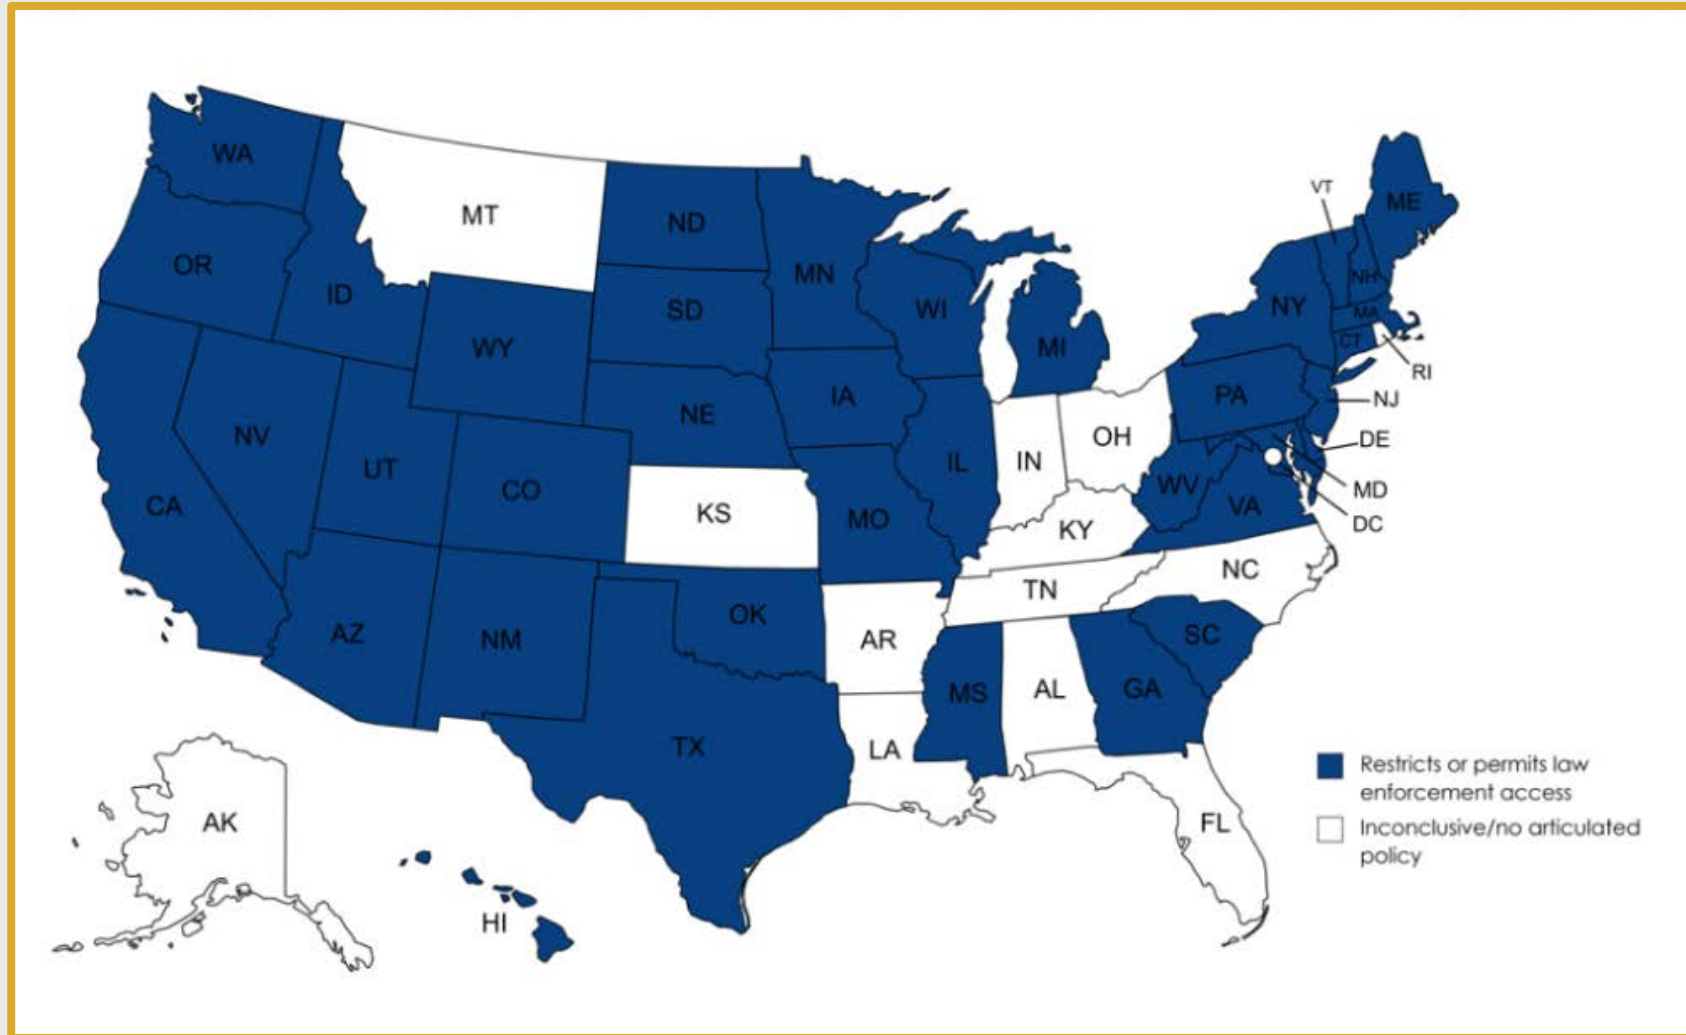 WA
MT
ND
MN
VT
ME
OR
ID
SD
WI
NY
NH
MA
WY
MI
CT
RI
PA
NJ
NE
IA
NV
OH
DE
UT
CO
IL
IN
WV
MD
CA
KS
MO
VA
DC
KY
NC
TN
AZ
NM
OK
AR
SC
MS
AL
GA
TX
LA
Restricts or permits law
enforcement access
AK
FL
Inconclusive/no articulated
policy
HI